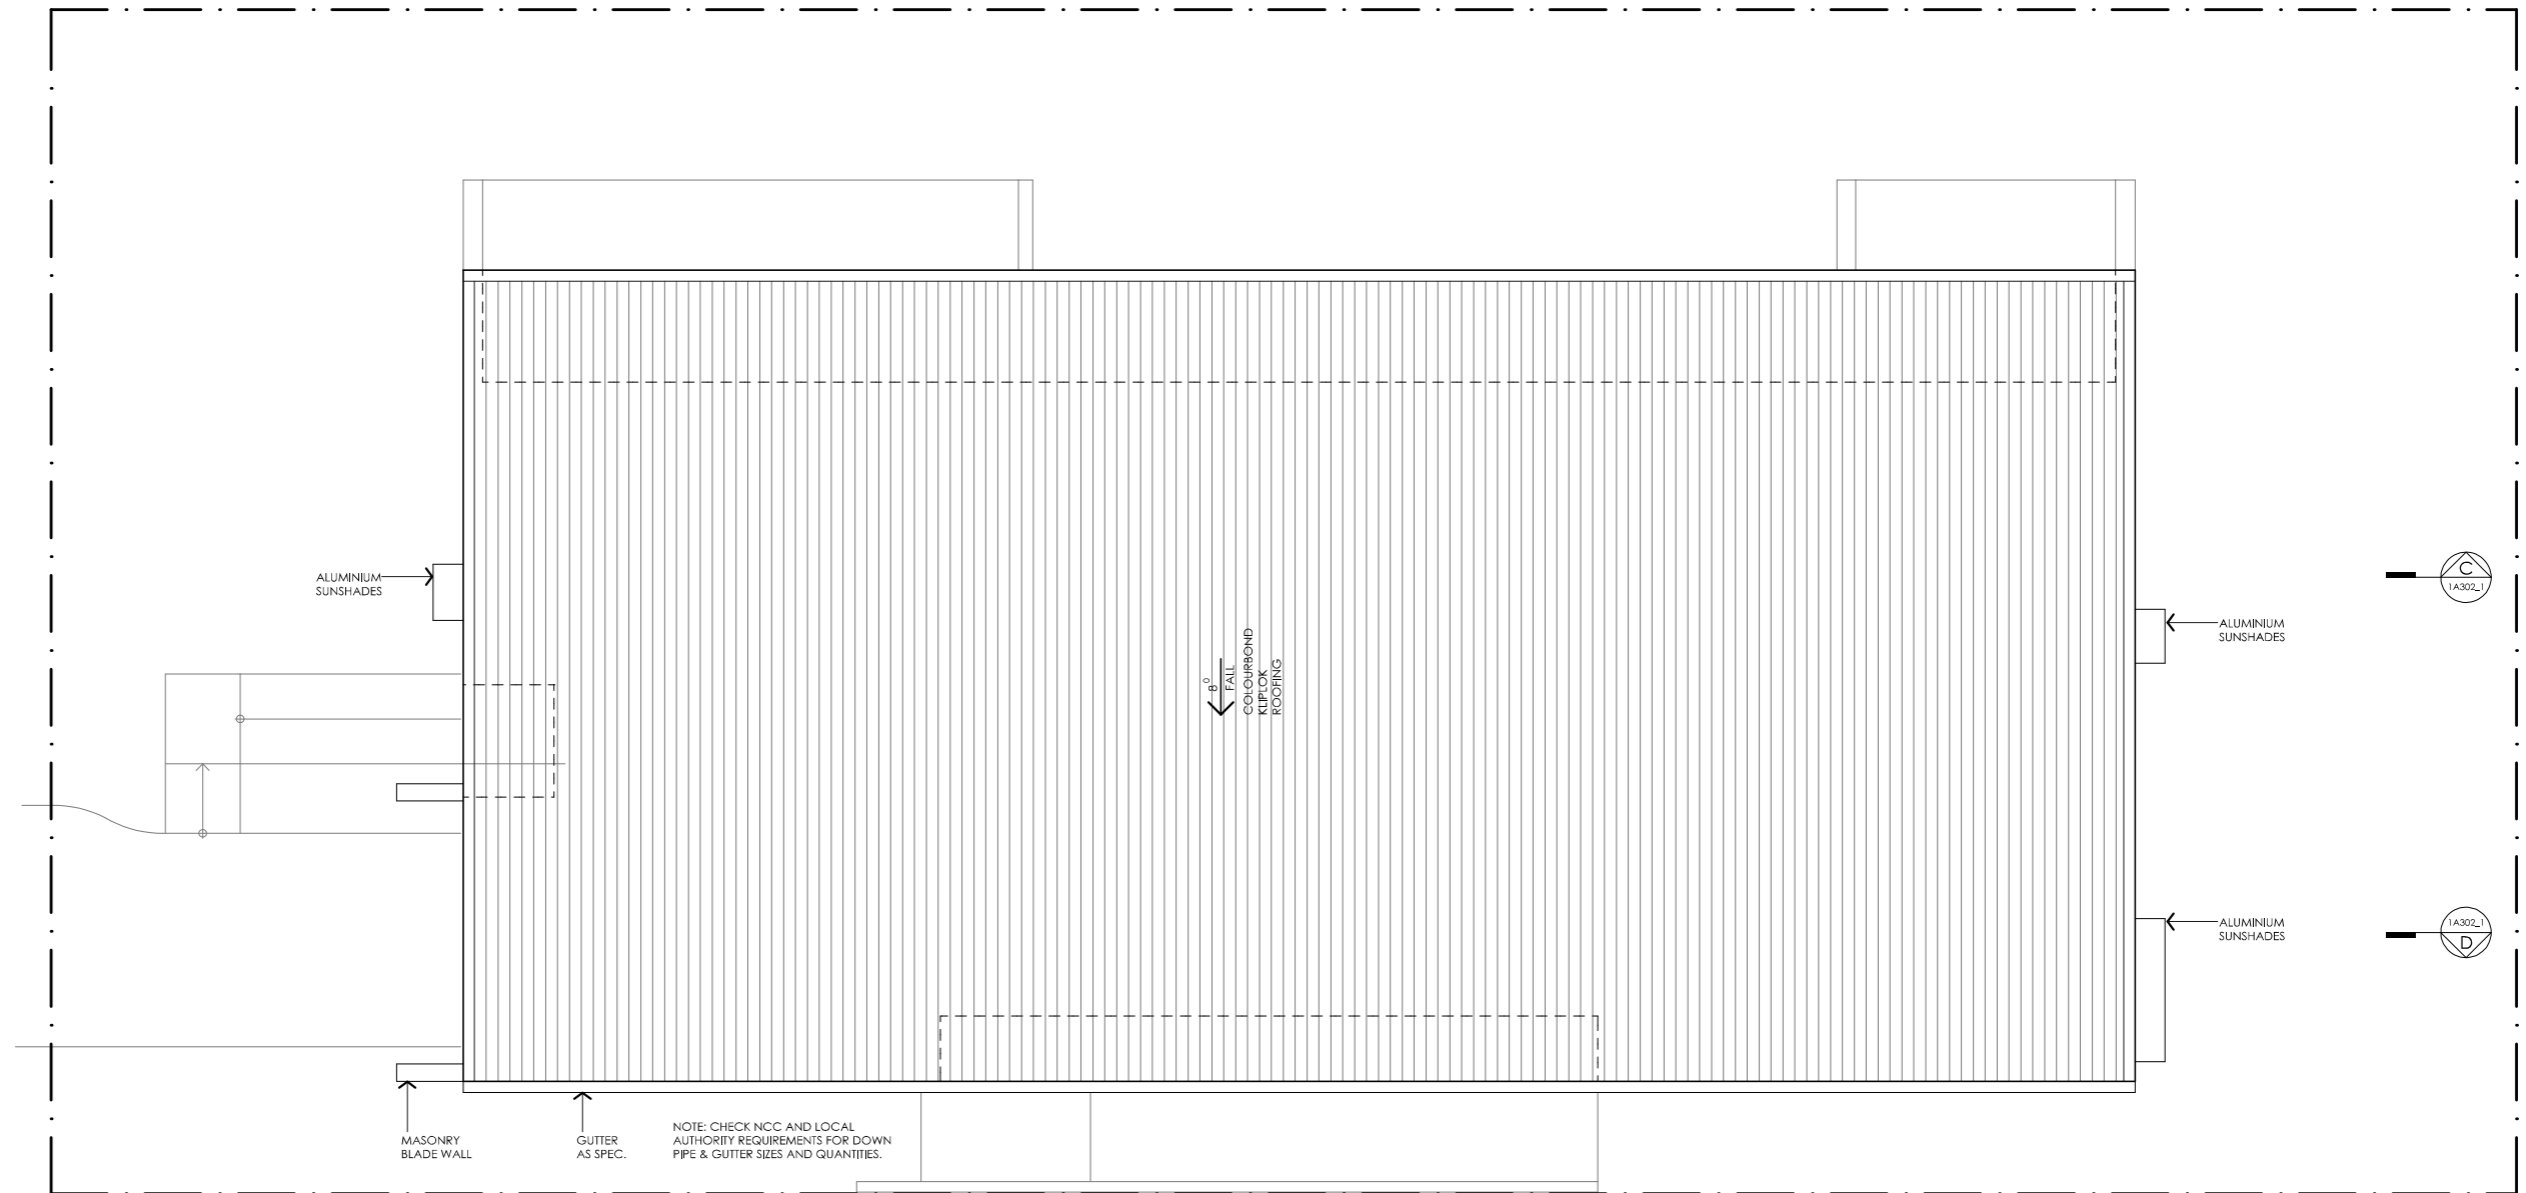 ALUMINIUM
SUNSHADES
C
1A302_1
ALUMINIUM
SUNSHADES
8⁰
FALL
COLOURBOND
KLIPLOK
ROOFING
ALUMINIUM
SUNSHADES
1A302_1
D
MASONRY
BLADE WALL
GUTTER
AS SPEC.
NOTE: CHECK NCC AND LOCAL
AUTHORITY REQUIREMENTS FOR DOWN
PIPE & GUTTER SIZES AND QUANTITIES.